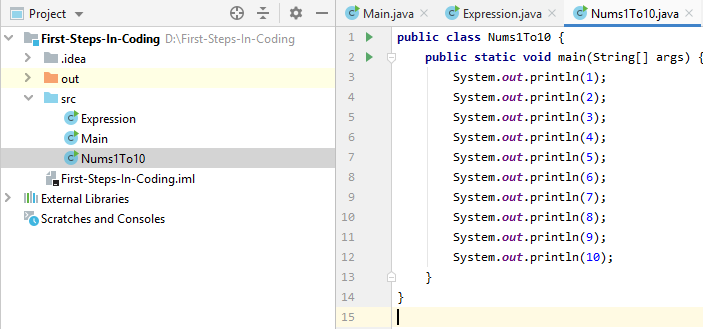 Project
First-Steps-In-Coding D:\First-Steps-In-Coding
.idea
out
src
Expression
Main
Nums1To10
First-Steps-In-Coding.iml
External Libraries
Scratches and Consoles
Main.java Expression.java Nums1To10.java
1 public class Nums1To10 {
2 public static void main(String[] args) {
3 System.out.println(1);
4 System.out.println(2);
5 System.out.println(3);
6 System.out.println(4);
7 System.out.println(5);
8 System.out.println(6);
9 System.out.println(7);
10 System.out.println(8);
11 System.out.println(9);
12 System.out.println(10);
13 }
14 }
15